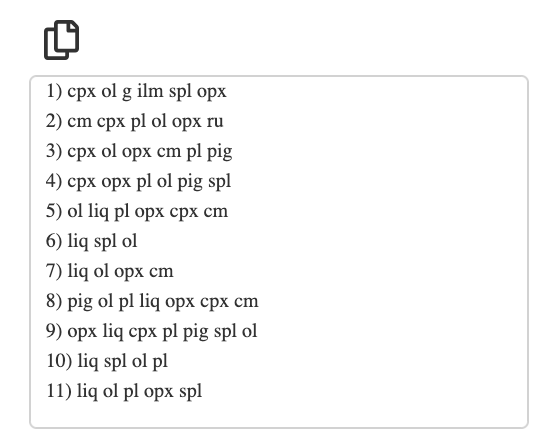 1) cpx ol g ilm spl opx
2) cm cpx pl ol opx ru
3) cpx ol opx cm pl pig
4) cpx opx pl ol pig spl
5) ol liq pl opx cpx cm
6) liq spl ol
7) liq ol opx cm
8) pig ol pl liq opx cpx cm
9) opx liq cpx pl pig spl ol
10) liq spl ol pl
11) liq ol pl opx spl